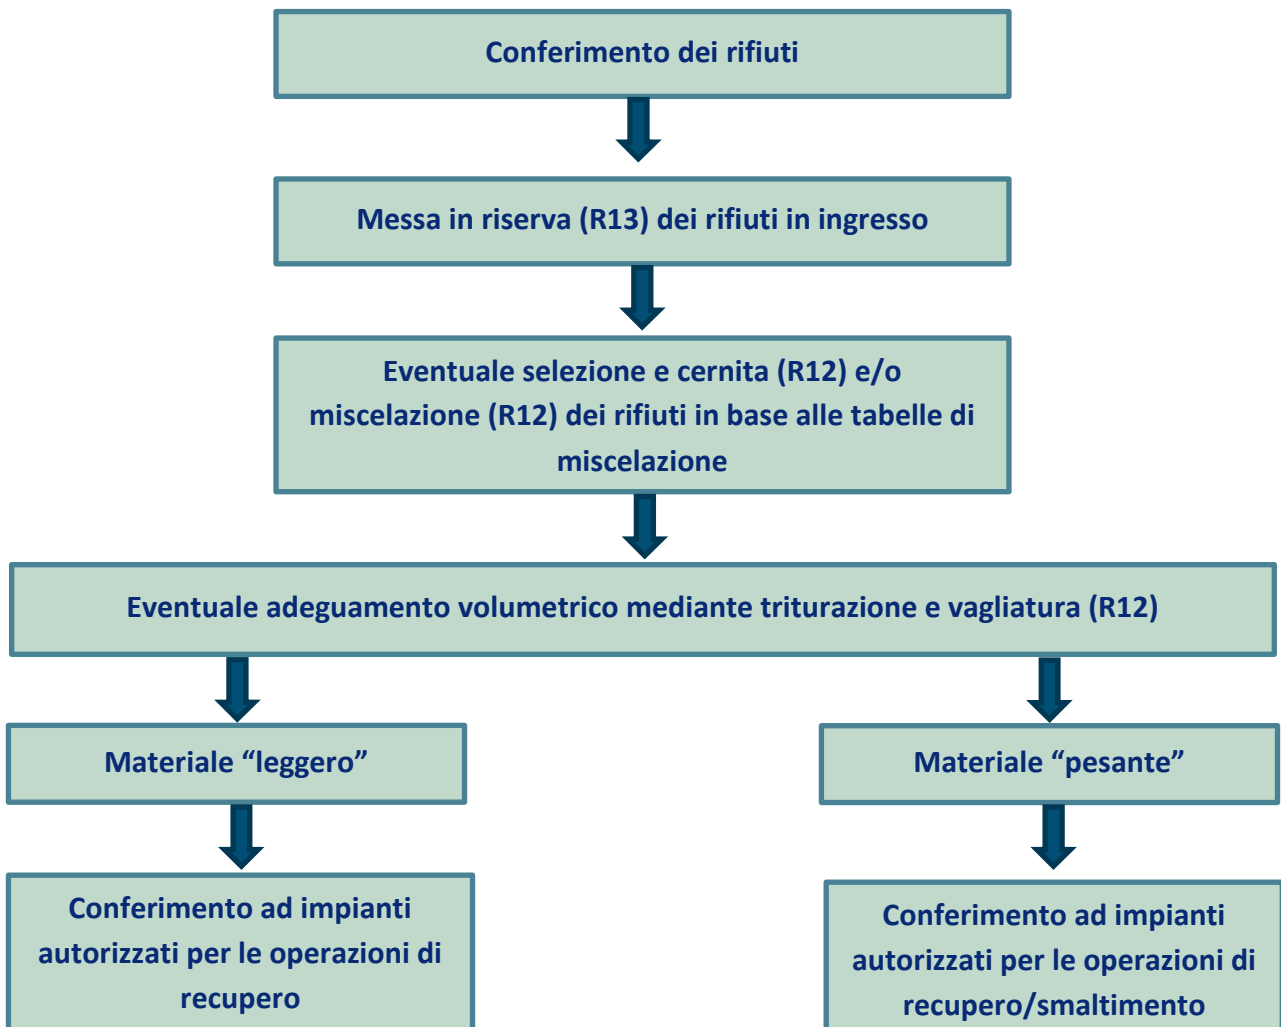 Conferimento dei rifiuti
Messa in riserva (R13) dei rifiuti in ingresso
Eventuale selezione e cernita (R12) e/o
miscelazione (R12) dei rifiuti in base alle tabelle di
miscelazione
Eventuale adeguamento volumetrico mediante triturazione e vagliatura (R12)
Materiale “leggero”
Materiale “pesante”
Conferimento ad impianti
autorizzati per le operazioni di
recupero
Conferimento ad impianti
autorizzati per le operazioni di
recupero/smaltimento